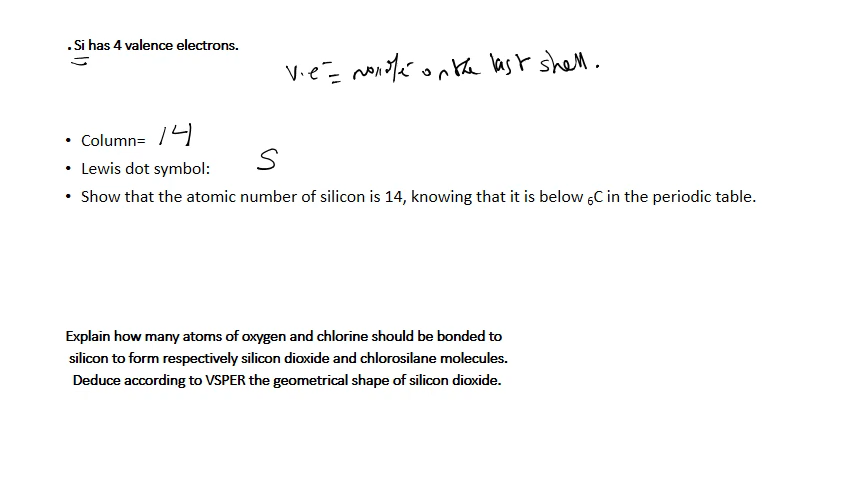 . Si has 4 valence electrons.
v.e⁻ = no of e⁻ on the last shell.
• Column= 14
• Lewis dot symbol: S
• Show that the atomic number of silicon is 14, knowing that it is below ₆C in the periodic table.
Explain how many atoms of oxygen and chlorine should be bonded to
silicon to form respectively silicon dioxide and chlorosilane molecules.
Deduce according to VSPER the geometrical shape of silicon dioxide.